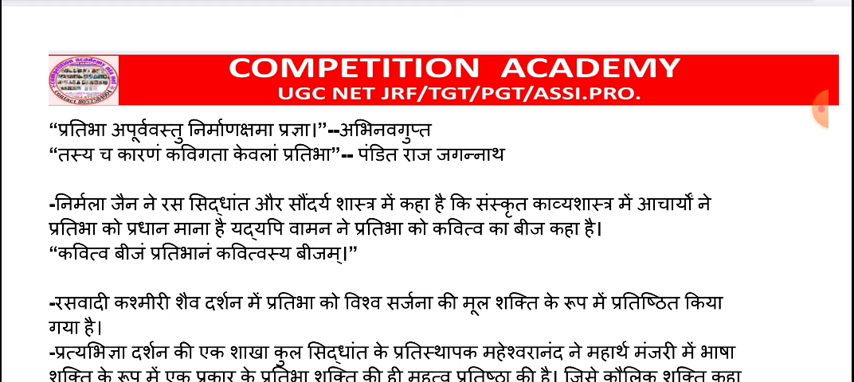 COMPETITION ACADEMY
UGC NET JRF/TGT/PGT/ASSI.PRO.
“प्रतिभा अपूर्ववस्तु निर्माणक्षमा प्रज्ञा।”--अभिनवगुप्त
“तस्य च कारणं कविगता केवलां प्रतिभा”-- पंडित राज जगन्नाथ
-निर्मला जैन ने रस सिद्धांत और सौंदर्य शास्त्र में कहा है कि संस्कृत काव्यशास्त्र में आचार्यों ने
प्रतिभा को प्रधान माना है यद्यपि वामन ने प्रतिभा को कवित्व का बीज कहा है।
“कवित्व बीजं प्रतिभानं कवित्वस्य बीजम्।”
-रसवादी कश्मीरी शैव दर्शन में प्रतिभा को विश्व सर्जना की मूल शक्ति के रूप में प्रतिष्ठित किया
गया है।
-प्रत्यभिज्ञा दर्शन की एक शाखा कुल सिद्धांत के प्रतिस्थापक महेश्वरानंद ने महार्थ मंजरी में भाषा
शक्ति के रूप में एक प्रकार के प्रतिभा शक्ति की ही महत्व प्रतिष्ठा की है। जिसे कौलिक शक्ति कहा